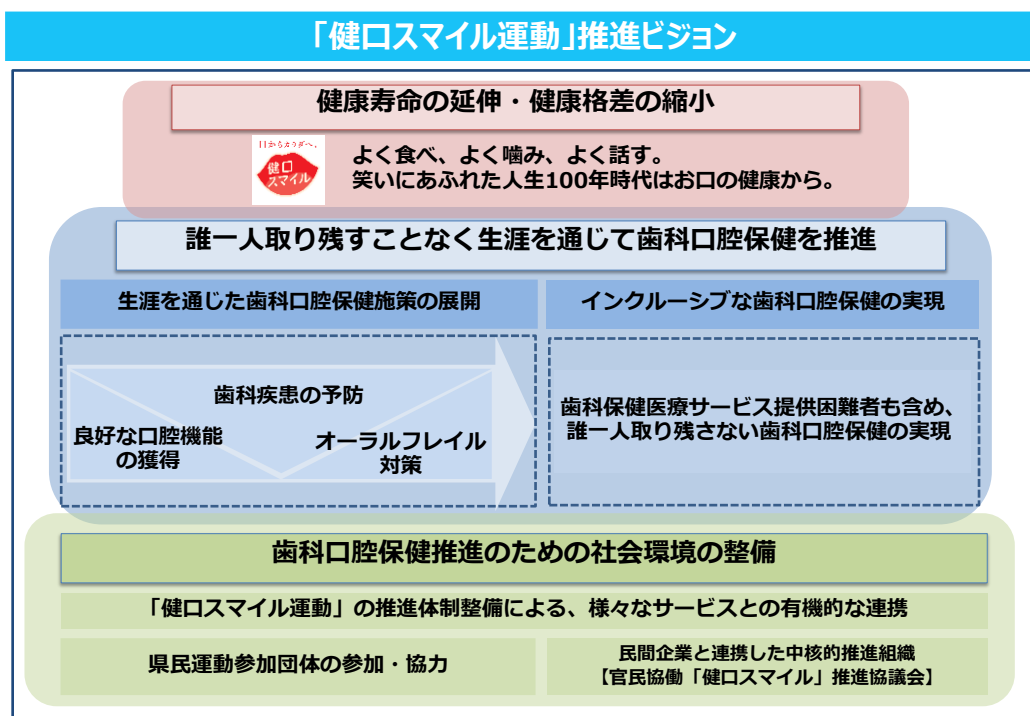 「健口スマイル運動」推進ビジョン
健康寿命の延伸・健康格差の縮小
口からカラダへ、
健口
スマイル
よく食べ、よく噛み、よく話す。
笑いにあふれた人生100年時代はお口の健康から。
誰一人取り残すことなく生涯を通じて歯科口腔保健を推進
生涯を通じた歯科口腔保健施策の展開
インクルーシブな歯科口腔保健の実現
歯科疾患の予防
良好な口腔機能
の獲得
オーラルフレイル
対策
歯科保健医療サービス提供困難者も含め、
誰一人取り残さない歯科口腔保健の実現
歯科口腔保健推進のための社会環境の整備
「健口スマイル運動」の推進体制整備による、様々なサービスとの有機的な連携
県民運動参加団体の参加・協力
民間企業と連携した中核的推進組織
【官民協働「健口スマイル」推進協議会】